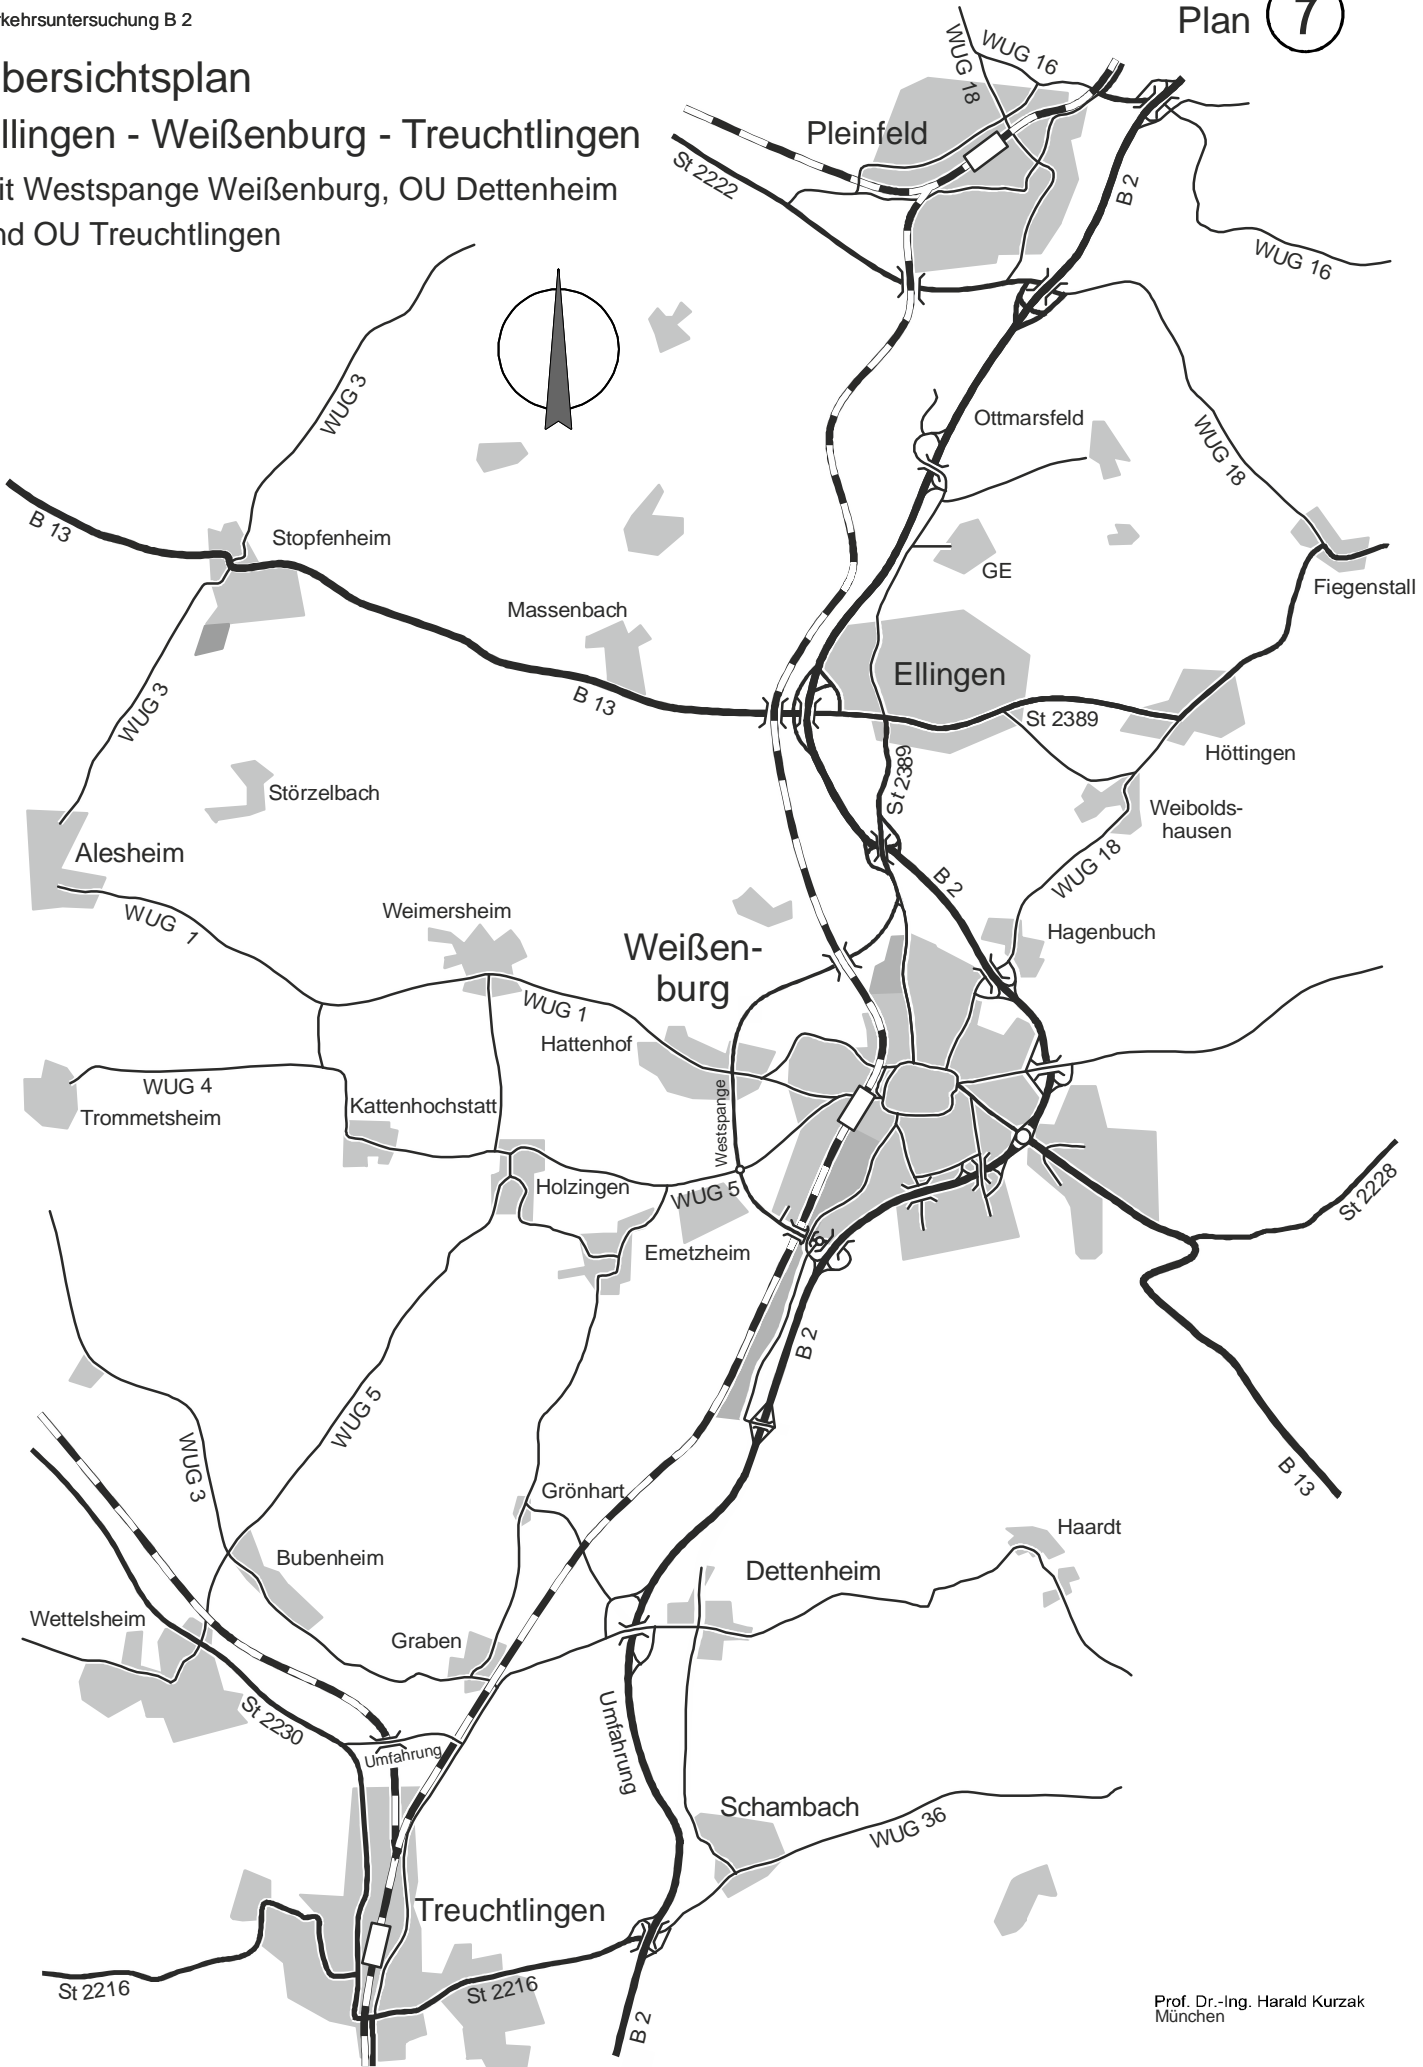 kehrsuntersuchung B 2
Plan 7
bersichtsplan
llingen - Weißenburg - Treuchtlingen
it Westspange Weißenburg, OU Dettenheim
nd OU Treuchtlingen
WUG 18
WUG 16
Pleinfeld
St 2222
B 2
WUG 16
WUG 3
Ottmarsfeld
WUG 18
B 13
Stopfenheim
GE
Fiegenstall
Massenbach
Ellingen
B 13
St 2389
WUG 3
Höttingen
St 2389
Störzelbach
Weibolds-
hausen
Alesheim
B 2
WUG 18
WUG 1
Weimersheim
Hagenbuch
Weißen-
burg
WUG 1
Hattenhof
WUG 4
Trommetsheim
Kattenhochstatt
Westspange
Holzingen
WUG 5
St 2228
Emetzheim
B 2
WUG 5
WUG 3
B 13
Grönhart
Haardt
Bubenheim
Dettenheim
Wettelsheim
Graben
St 2230
Umfahrung
Umfahrung
Schambach
WUG 36
Treuchtlingen
St 2216
St 2216
B 2
Prof. Dr.-Ing. Harald Kurzak
München